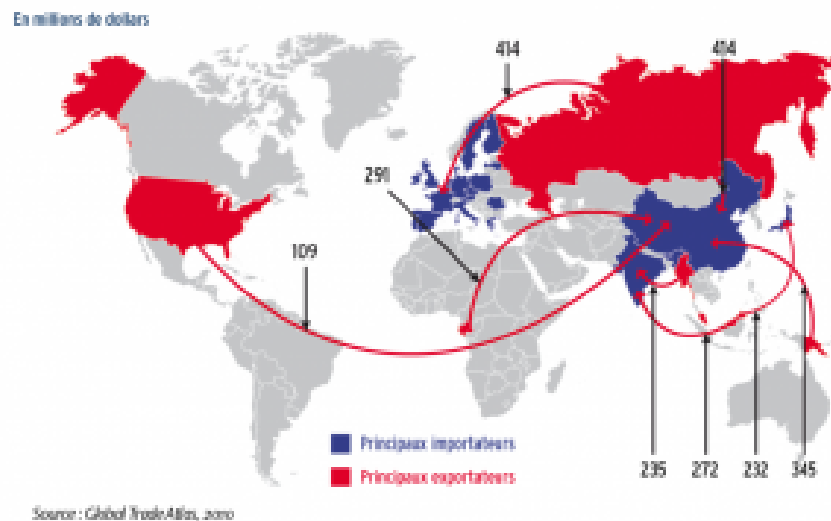 En millions de dollars
414
414
291
109
Principaux importateurs
Principaux exportateurs
235
272
232
345
Source : Global Trade Atlas, 2010